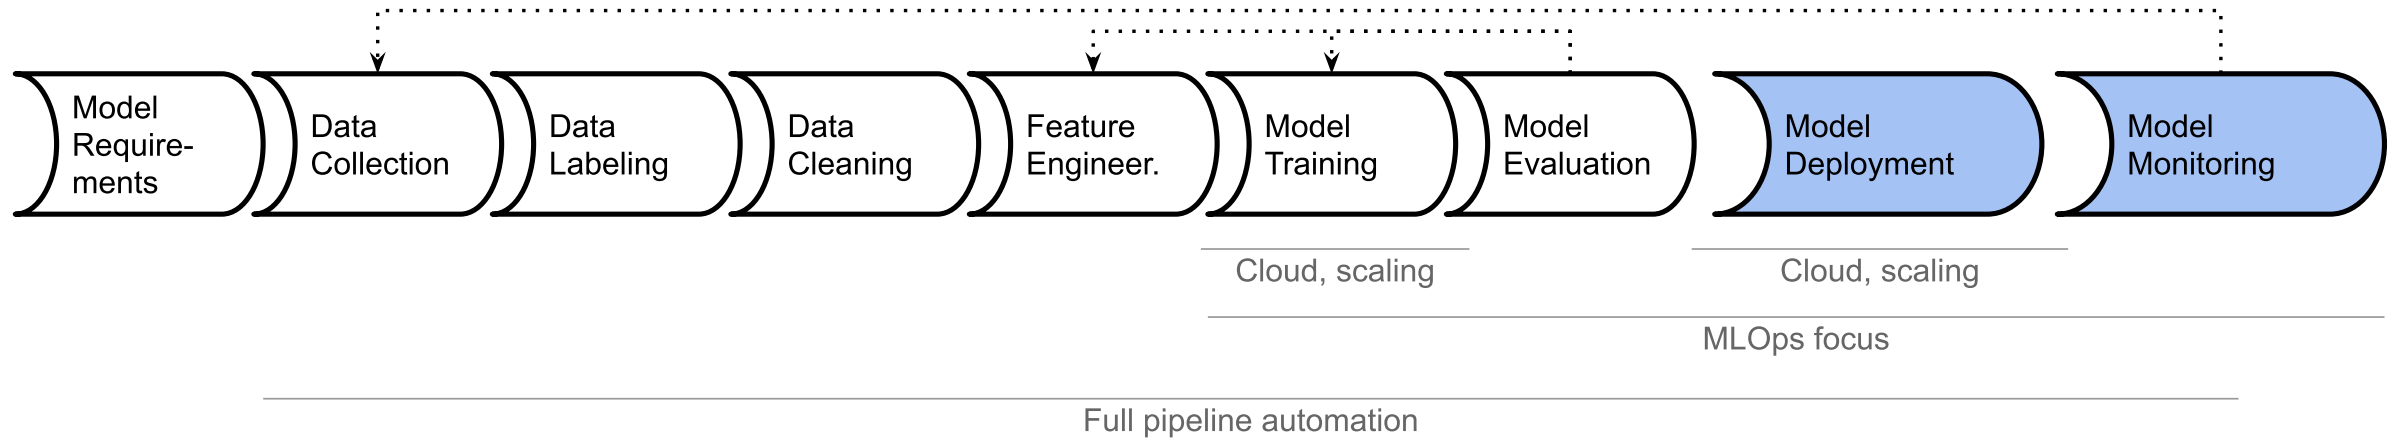 Model
Require-
ments
Data
Collection
Data
Labeling
Data
Cleaning
Feature
Engineer.
Model
Training
Model
Evaluation
Model
Deployment
Model
Monitoring
Cloud, scaling
Cloud, scaling
MLOps focus
Full pipeline automation